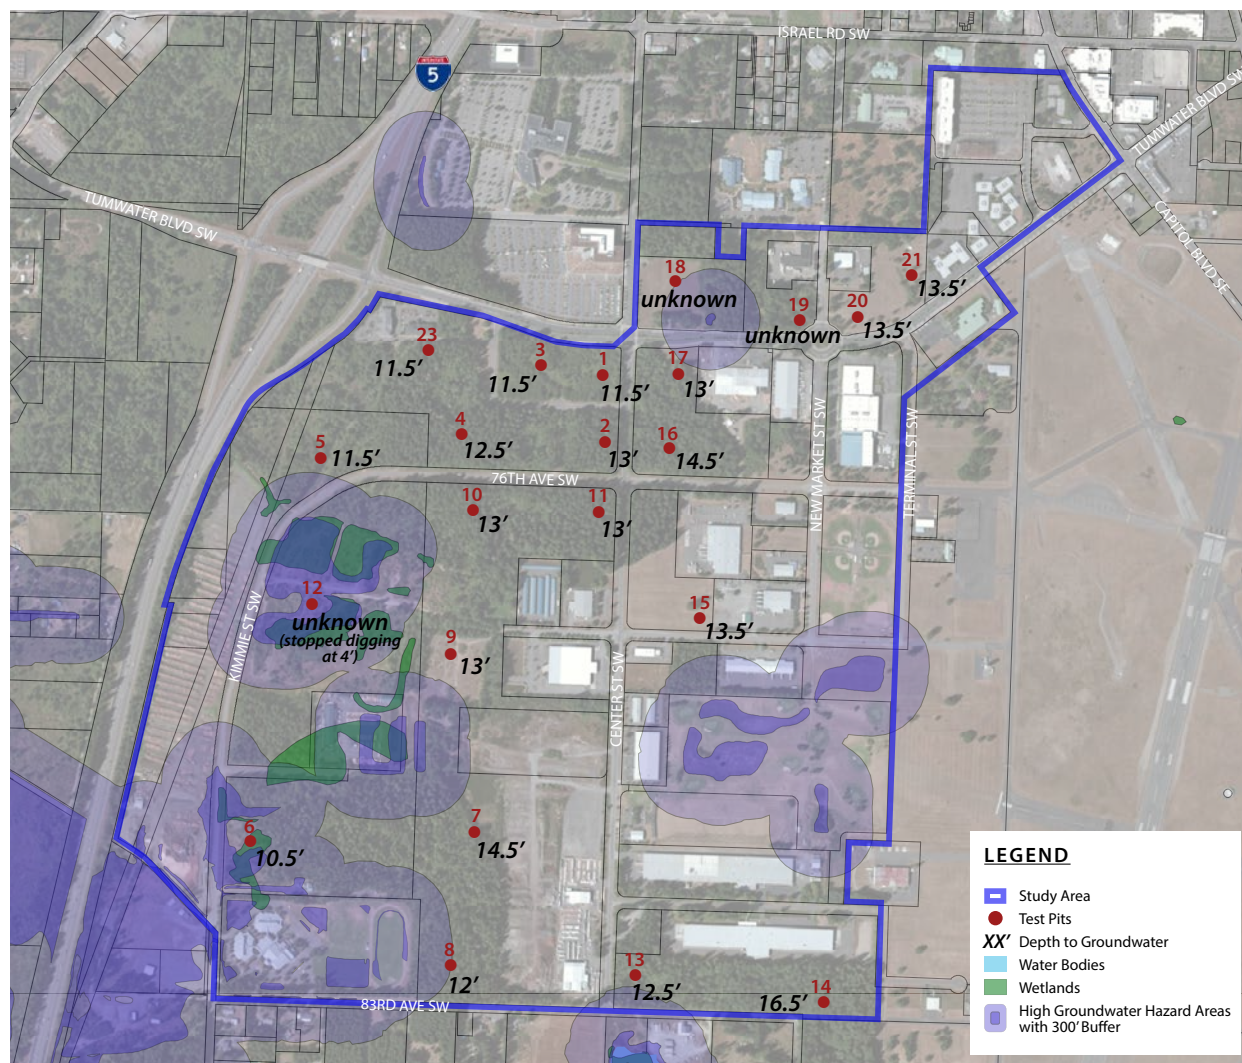 ISRAEL RD SW
INTERSTATE
5
TUMWATER BLVD SW
TUMWATER BLVD SW
CAPITOL BLVD SE
18
unknown
19
unknown
20
13.5’
21
13.5’
23
11.5’
3
11.5’
1
11.5’
17
13’
4
12.5’
2
13’
16
14.5’
5
11.5’
76TH AVE SW
NEW MARKET ST SW
TERMINAL ST SW
10
13’
11
13’
12
unknown
(stopped digging
at 4’)
KIMMIE ST SW
15
13.5’
9
13’
CENTER ST SW
6
10.5’
7
14.5’
8
12’
13
12.5’
14
16.5’
83RD AVE SW
LEGEND
Study Area
Test Pits
XX’ Depth to Groundwater
Water Bodies
Wetlands
High Groundwater Hazard Areas
with 300’ Buffer